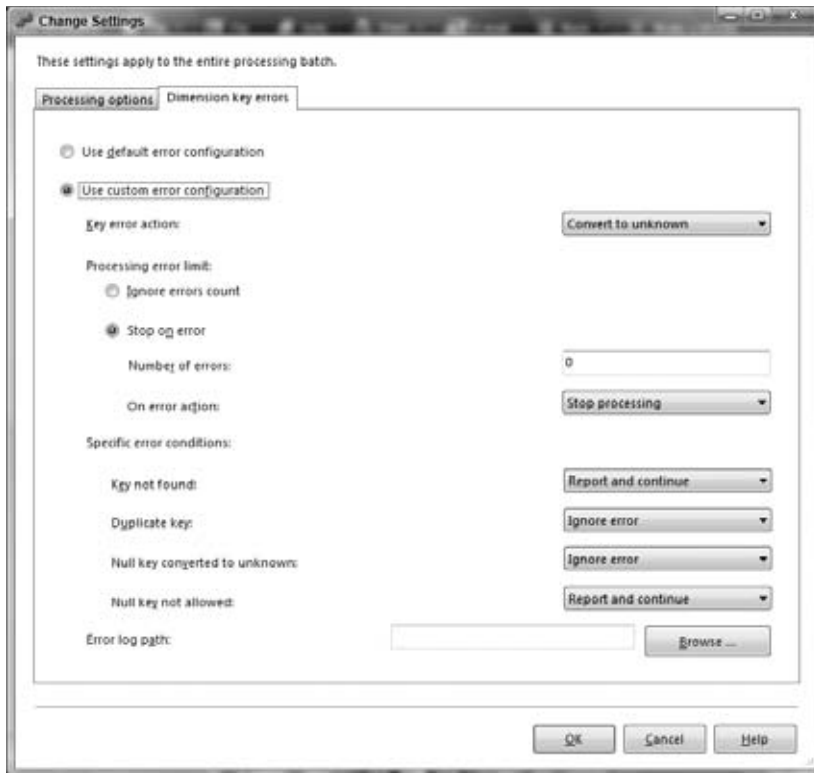 Change Settings
These settings apply to the entire processing batch.
Processing options Dimension key errors
Use default error configuration
Use custom error configuration
Key error action: Convert to unknown
Processing error limit:
Ignore errors count
Stop on error
Number of errors: 0
On error action: Stop processing
Specific error conditions:
Key not found: Report and continue
Duplicate key: Ignore error
Null key converted to unknown: Ignore error
Null key not allowed: Report and continue
Error log path: Browse ...
OK Cancel Help